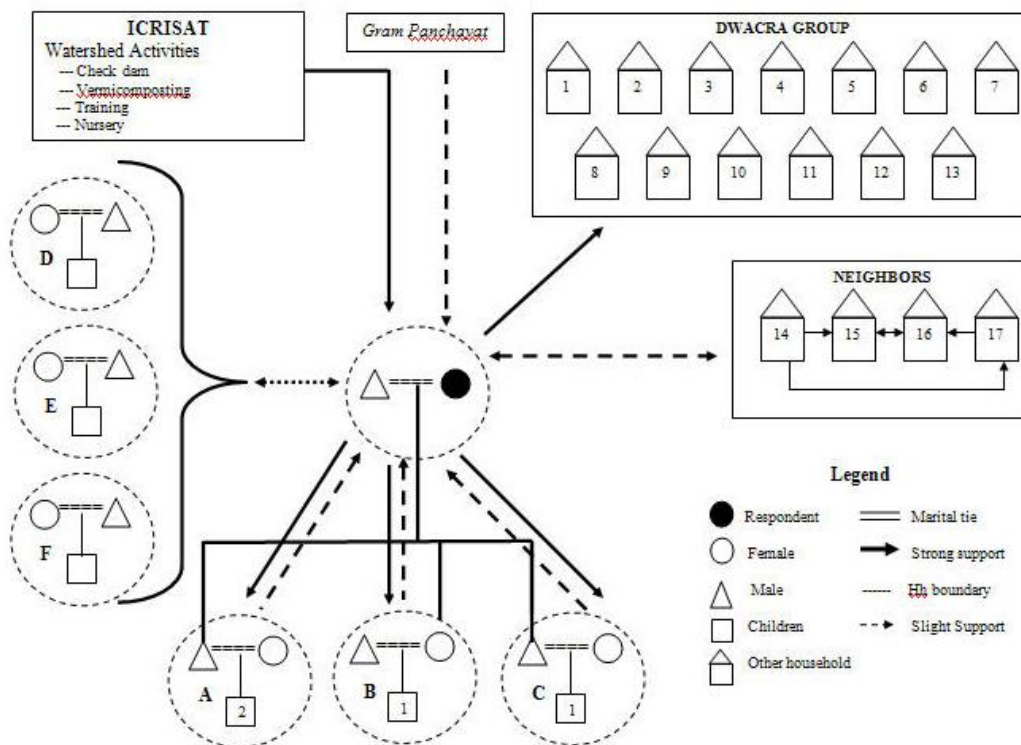 ICRISAT
Watershed Activities
--- Check dam
--- Vermicomposting
--- Training
--- Nursery
Gram Panchayat
DWACRA GROUP
1 2 3 4 5 6 7
8 9 10 11 12 13
D
E
F
NEIGHBORS
14 15 16 17
A
2
B
1
C
1
Legend
Respondent
Female
Male
Children
Other household
Marital tie
Strong support
Hh boundary
Slight Support